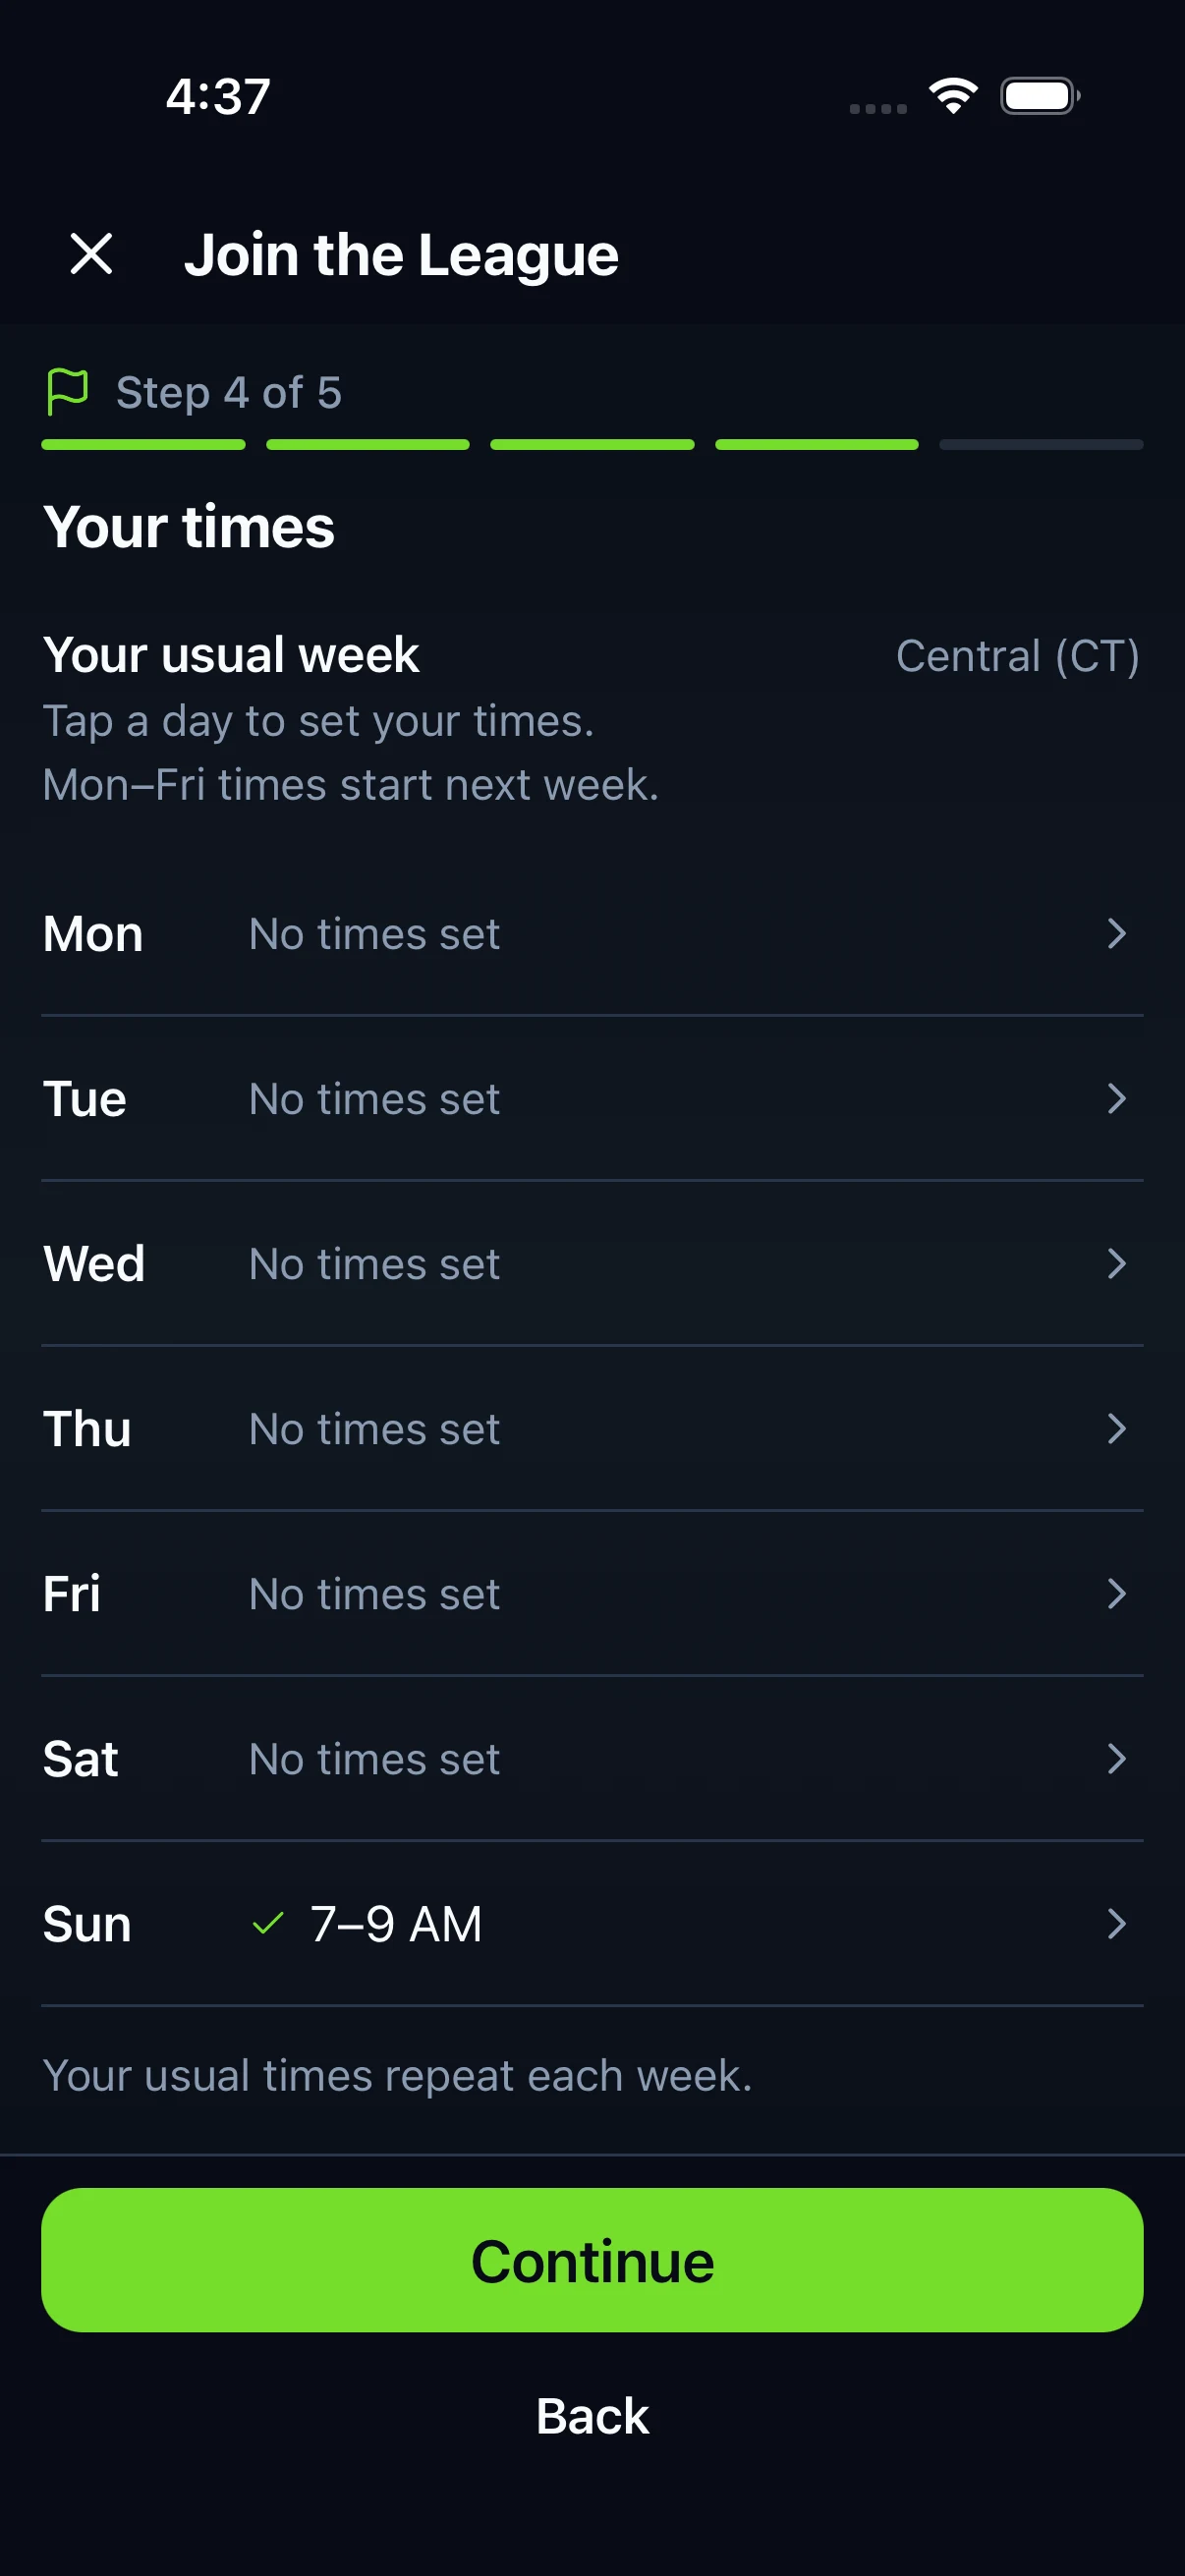 4:37
Join the League
Step 4 of 5
Your times
Your usual week
Central (CT)
Tap a day to set your times.
Mon–Fri times start next week.
Mon No times set
Tue No times set
Wed No times set
Thu No times set
Fri No times set
Sat No times set
Sun 7–9 AM
Your usual times repeat each week.
Continue
Back